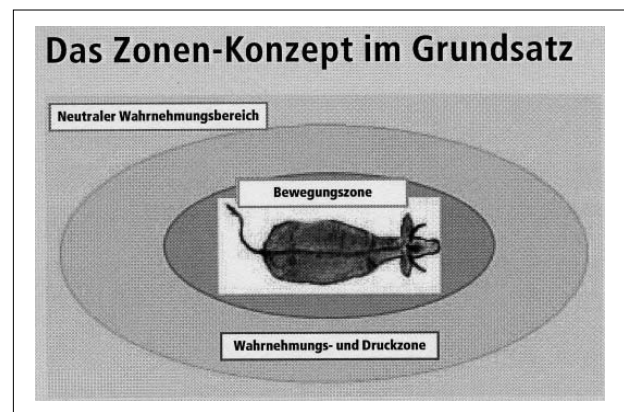 Das Zonen-Konzept im Grundsatz
Neutraler Wahrnehmungsbereich
Bewegungszone
Wahrnehmungs- und Druckzone